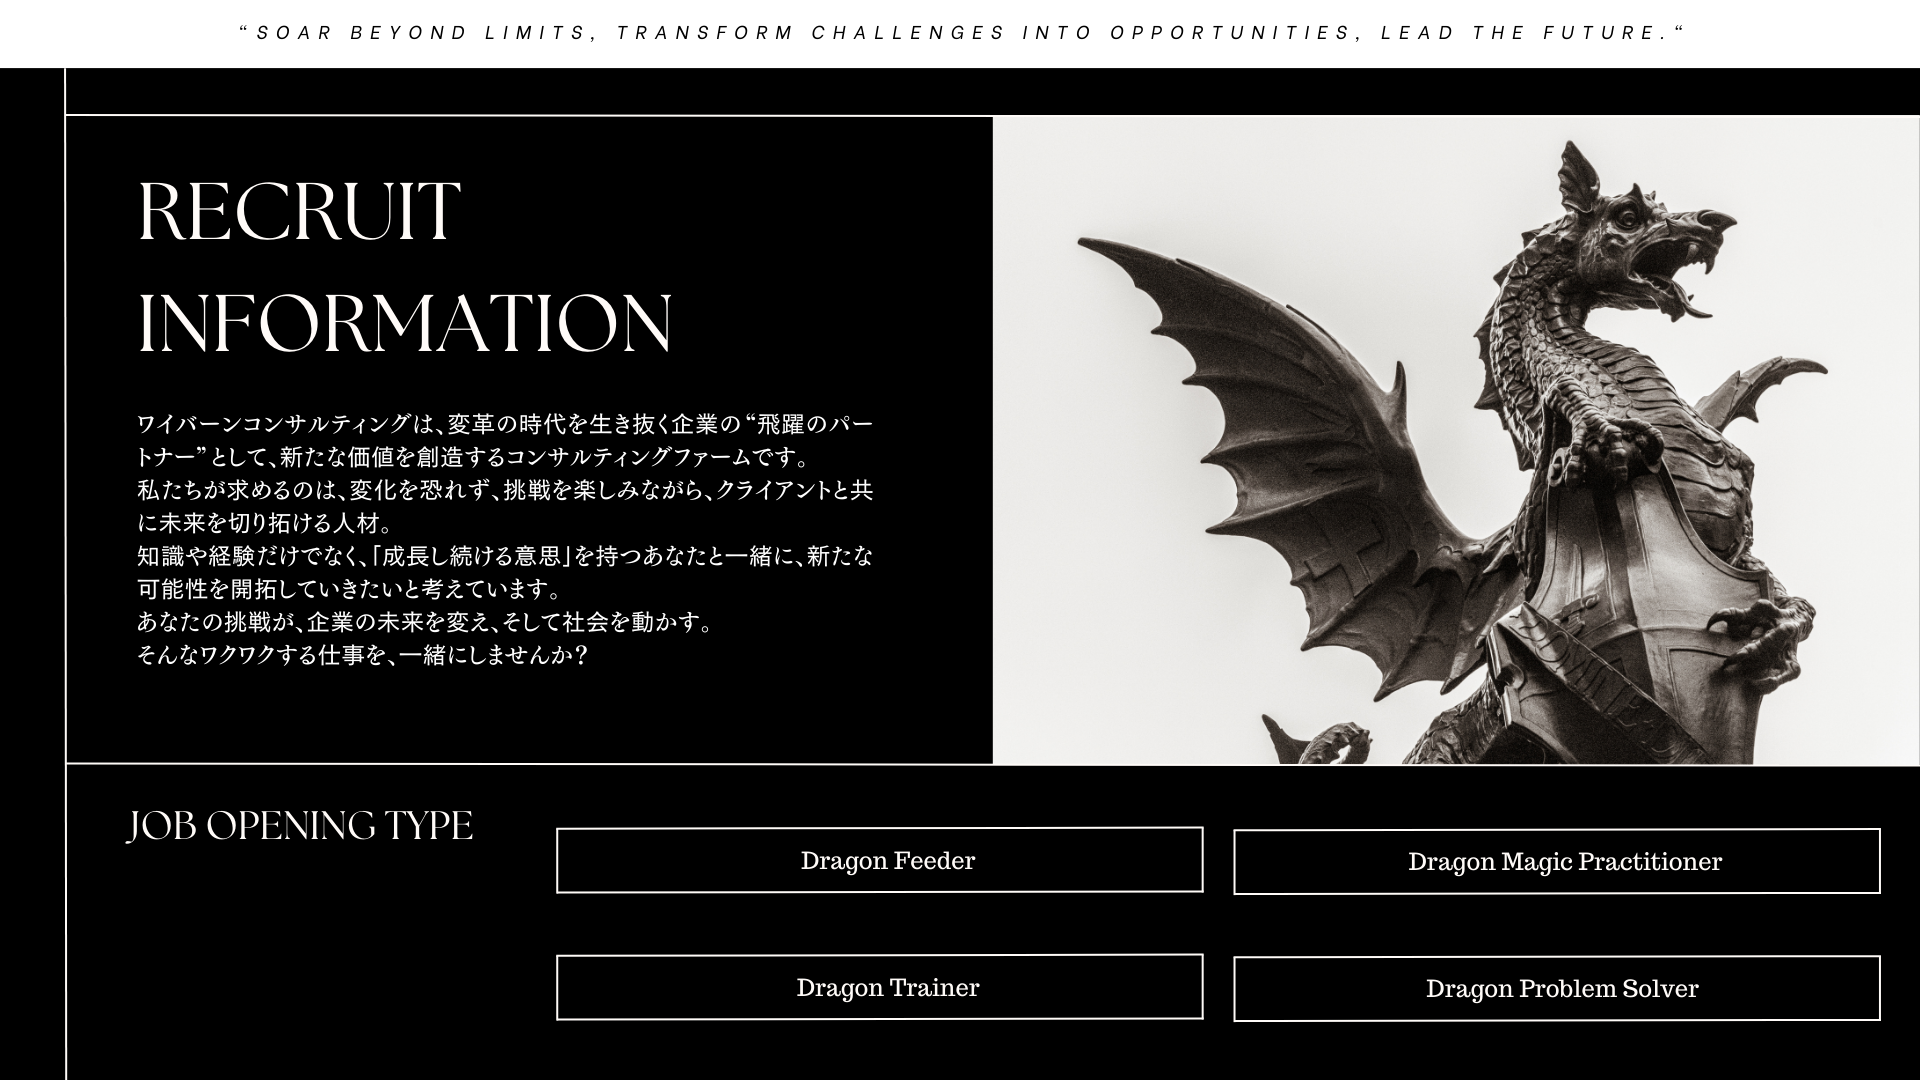 “SOAR BEYOND LIMITS, TRANSFORM CHALLENGES INTO OPPORTUNITIES, LEAD THE FUTURE.“
RECRUIT
INFORMATION
ワイバーンコンサルティングは、変革の時代を生き抜く企業の“飛躍のパー
トナー”として、新たな価値を創造するコンサルティングファームです。
私たちが求めるのは、変化を恐れず、挑戦を楽しみながら、クライアントと共
に未来を切り拓ける人材。
知識や経験だけでなく、「成長し続ける意思」を持つあなたと一緒に、新たな
可能性を開拓していきたいと考えています。
あなたの挑戦が、企業の未来を変え、そして社会を動かす。
そんなワクワクする仕事を、一緒にしませんか？
JOB OPENING TYPE
Dragon Feeder
Dragon Magic Practitioner
Dragon Trainer
Dragon Problem Solver